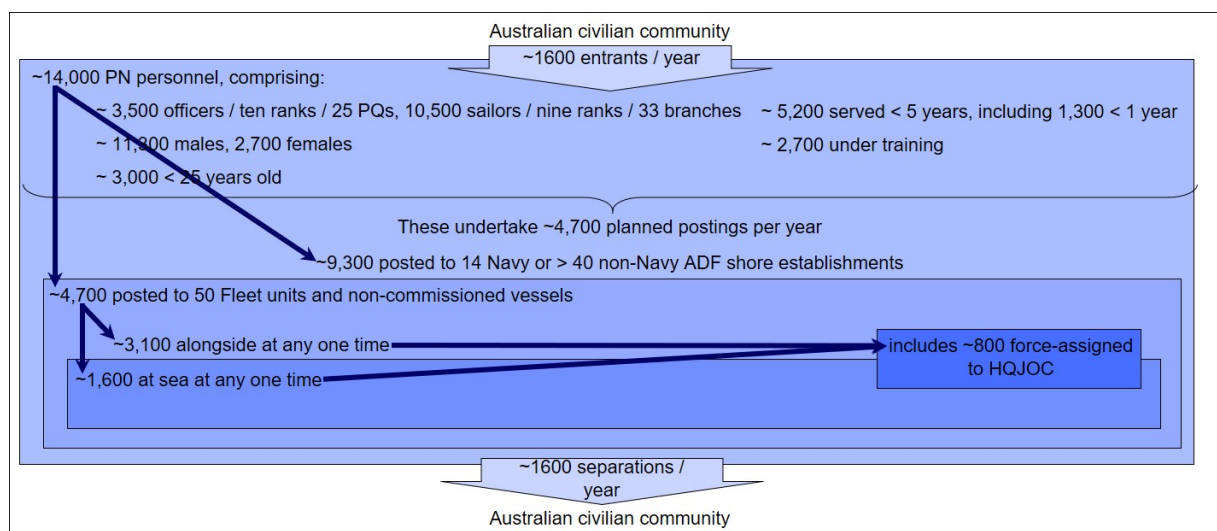 Australian civilian community
~1600 entrants / year
~14,000 PN personnel, comprising:
~ 3,500 officers / ten ranks / 25 PQs, 10,500 sailors / nine ranks / 33 branches
~ 5,200 served < 5 years, including 1,300 < 1 year
~ 11,300 males, 2,700 females
~ 2,700 under training
~ 3,000 < 25 years old
These undertake ~4,700 planned postings per year
~9,300 posted to 14 Navy or > 40 non-Navy ADF shore establishments
~4,700 posted to 50 Fleet units and non-commissioned vessels
~3,100 alongside at any one time
includes ~800 force-assigned
to HQJOC
~1,600 at sea at any one time
~1600 separations /
year
Australian civilian community